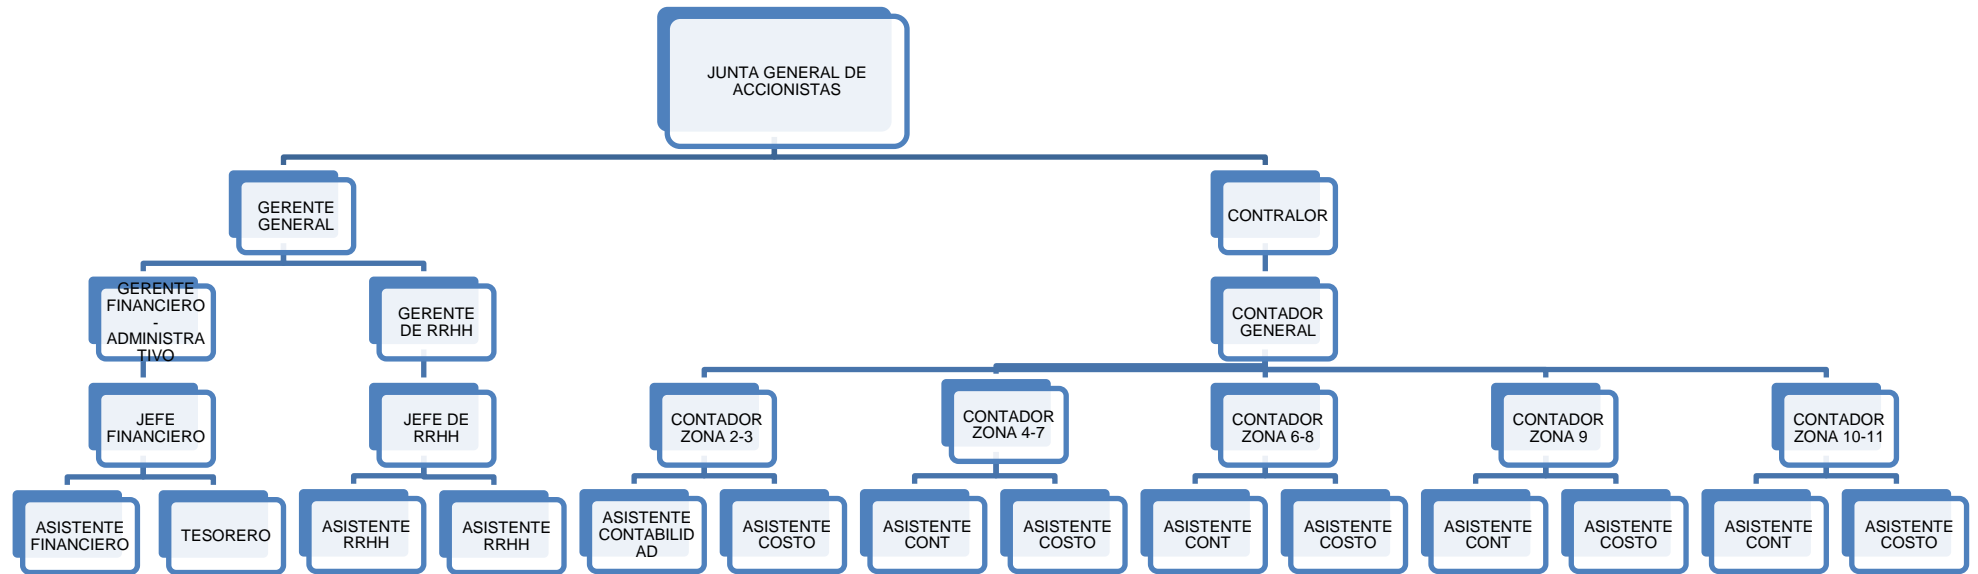 JUNTA GENERAL DE
ACCIONISTAS
GERENTE
GENERAL
CONTRALOR
GERENTE
FINANCIERO
-
ADMINISTRA
TIVO
GERENTE
DE RRHH
CONTADOR
GENERAL
JEFE
FINANCIERO
JEFE DE
RRHH
CONTADOR
ZONA 2-3
CONTADOR
ZONA 4-7
CONTADOR
ZONA 6-8
CONTADOR
ZONA 9
CONTADOR
ZONA 10-11
ASISTENTE
FINANCIERO
TESORERO
ASISTENTE
RRHH
ASISTENTE
RRHH
ASISTENTE
CONTABILID
AD
ASISTENTE
COSTO
ASISTENTE
CONT
ASISTENTE
COSTO
ASISTENTE
CONT
ASISTENTE
COSTO
ASISTENTE
CONT
ASISTENTE
COSTO
ASISTENTE
CONT
ASISTENTE
COSTO